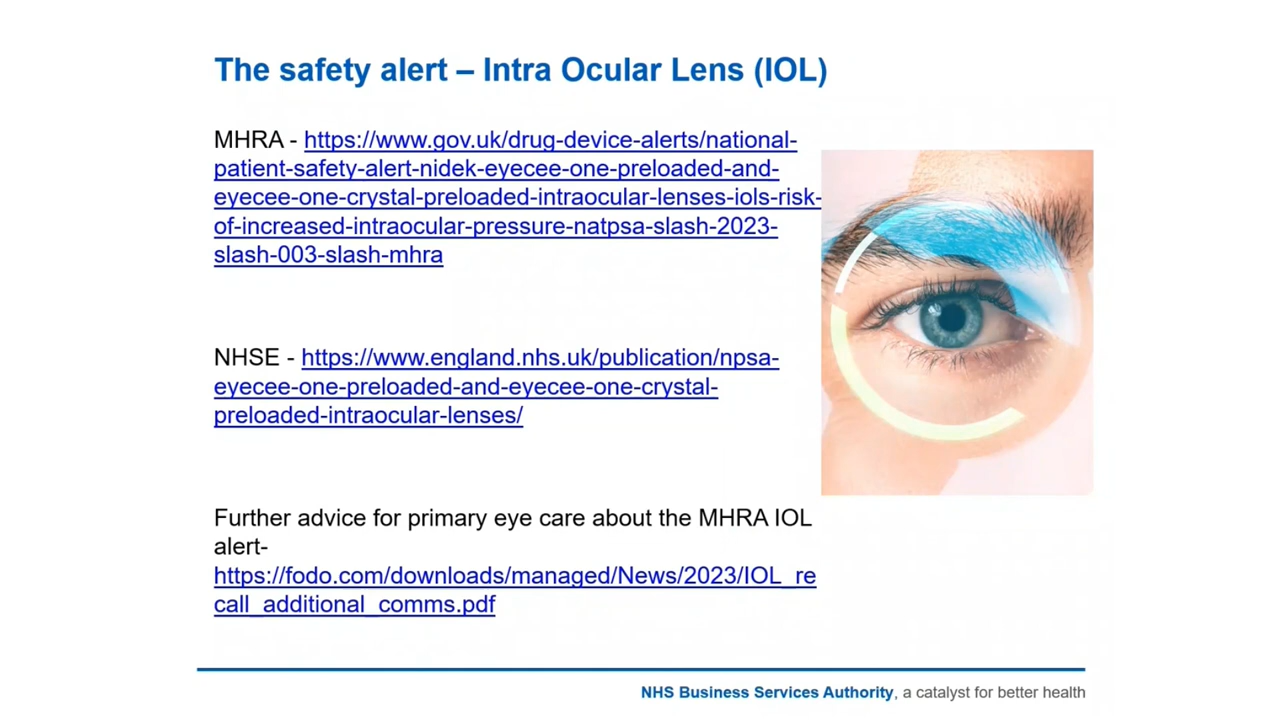 The safety alert – Intra Ocular Lens (IOL)
MHRA - https://www.gov.uk/drug-device-alerts/national-
patient-safety-alert-nidek-eyecee-one-preloaded-and-
eyecee-one-crystal-preloaded-intraocular-lenses-iols-risk-
of-increased-intraocular-pressure-natpsa-slash-2023-
slash-003-slash-mhra
NHSE - https://www.england.nhs.uk/publication/npsa-
eyecee-one-preloaded-and-eyecee-one-crystal-
preloaded-intraocular-lenses/
Further advice for primary eye care about the MHRA IOL
alert-
https://fodo.com/downloads/managed/News/2023/IOL_re
call_additional_comms.pdf
NHS Business Services Authority, a catalyst for better health